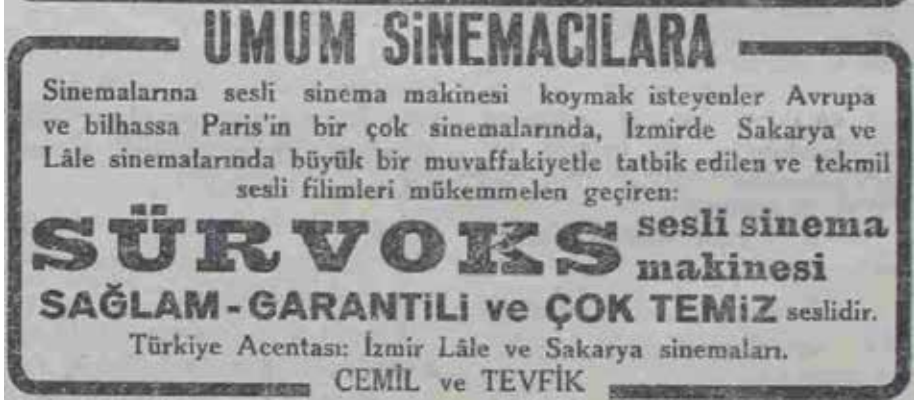 UMUM SİNEMACILARA
Sinemalarına sesli sinema makinesi koymak isteyenler Avrupa
ve bilhassa Paris'in bir çok sinemalarında, İzmirde Sakarya ve
Lâle sinemalarında büyük bir muvaffakiyetle tatbik edilen ve tekmil
sesli filimleri mükemmelen geçiren:
SÜRVOKS sesli sinema
makinesi
SAĞLAM-GARANTİLİ ve ÇOK TEMİZ seslidir.
Türkiye Acentası: İzmir Lâle ve Sakarya sinemaları.
CEMİL ve TEVFİK